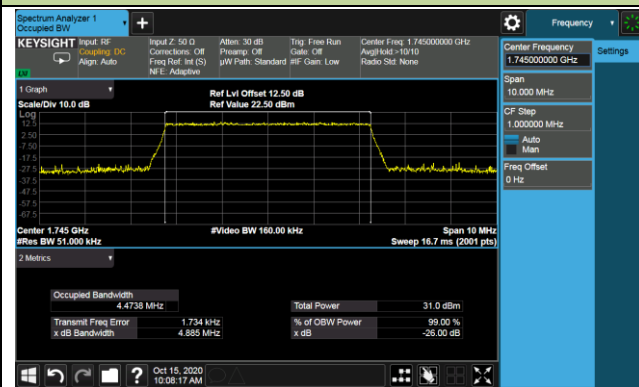 Spectrum Analyzer 1
Occupied BW
+
Frequency
KEYSIGHT
Input: RF
Coupling: DC
Align: Auto
Input Z: 50 Ω
Corrections: Off
Freq Ref: Int (S)
NFE: Adaptive
Atten: 30 dB
Preamp: Off
µW Path: Standard
Trig: Free Run
Gate: Off
#IF Gain: Low
Center Freq: 1.745000000 GHz
Avg|Hold:>10/10
Radio Std: None
LXI
Center Frequency
1.745000000 GHz
Settings
Span
10.000 MHz
CF Step
1.000000 MHz
Auto
Man
Freq Offset
0 Hz
1 Graph
Scale/Div 10.0 dB
Ref Lvl Offset 12.50 dB
Ref Value 22.50 dBm
Log
12.5
2.50
-7.50
-17.5
-27.5
-37.5
-47.5
-57.5
-67.5
Center 1.745 GHz
#Video BW 160.00 kHz
Span 10 MHz
#Res BW 51.000 kHz
Sweep 16.7 ms (2001 pts)
2 Metrics
Occupied Bandwidth
4.4738 MHz
Total Power 31.0 dBm
Transmit Freq Error 1.734 kHz
% of OBW Power 99.00 %
x dB Bandwidth 4.885 MHz
x dB -26.00 dB
?
Oct 15, 2020
10:08:17 AM